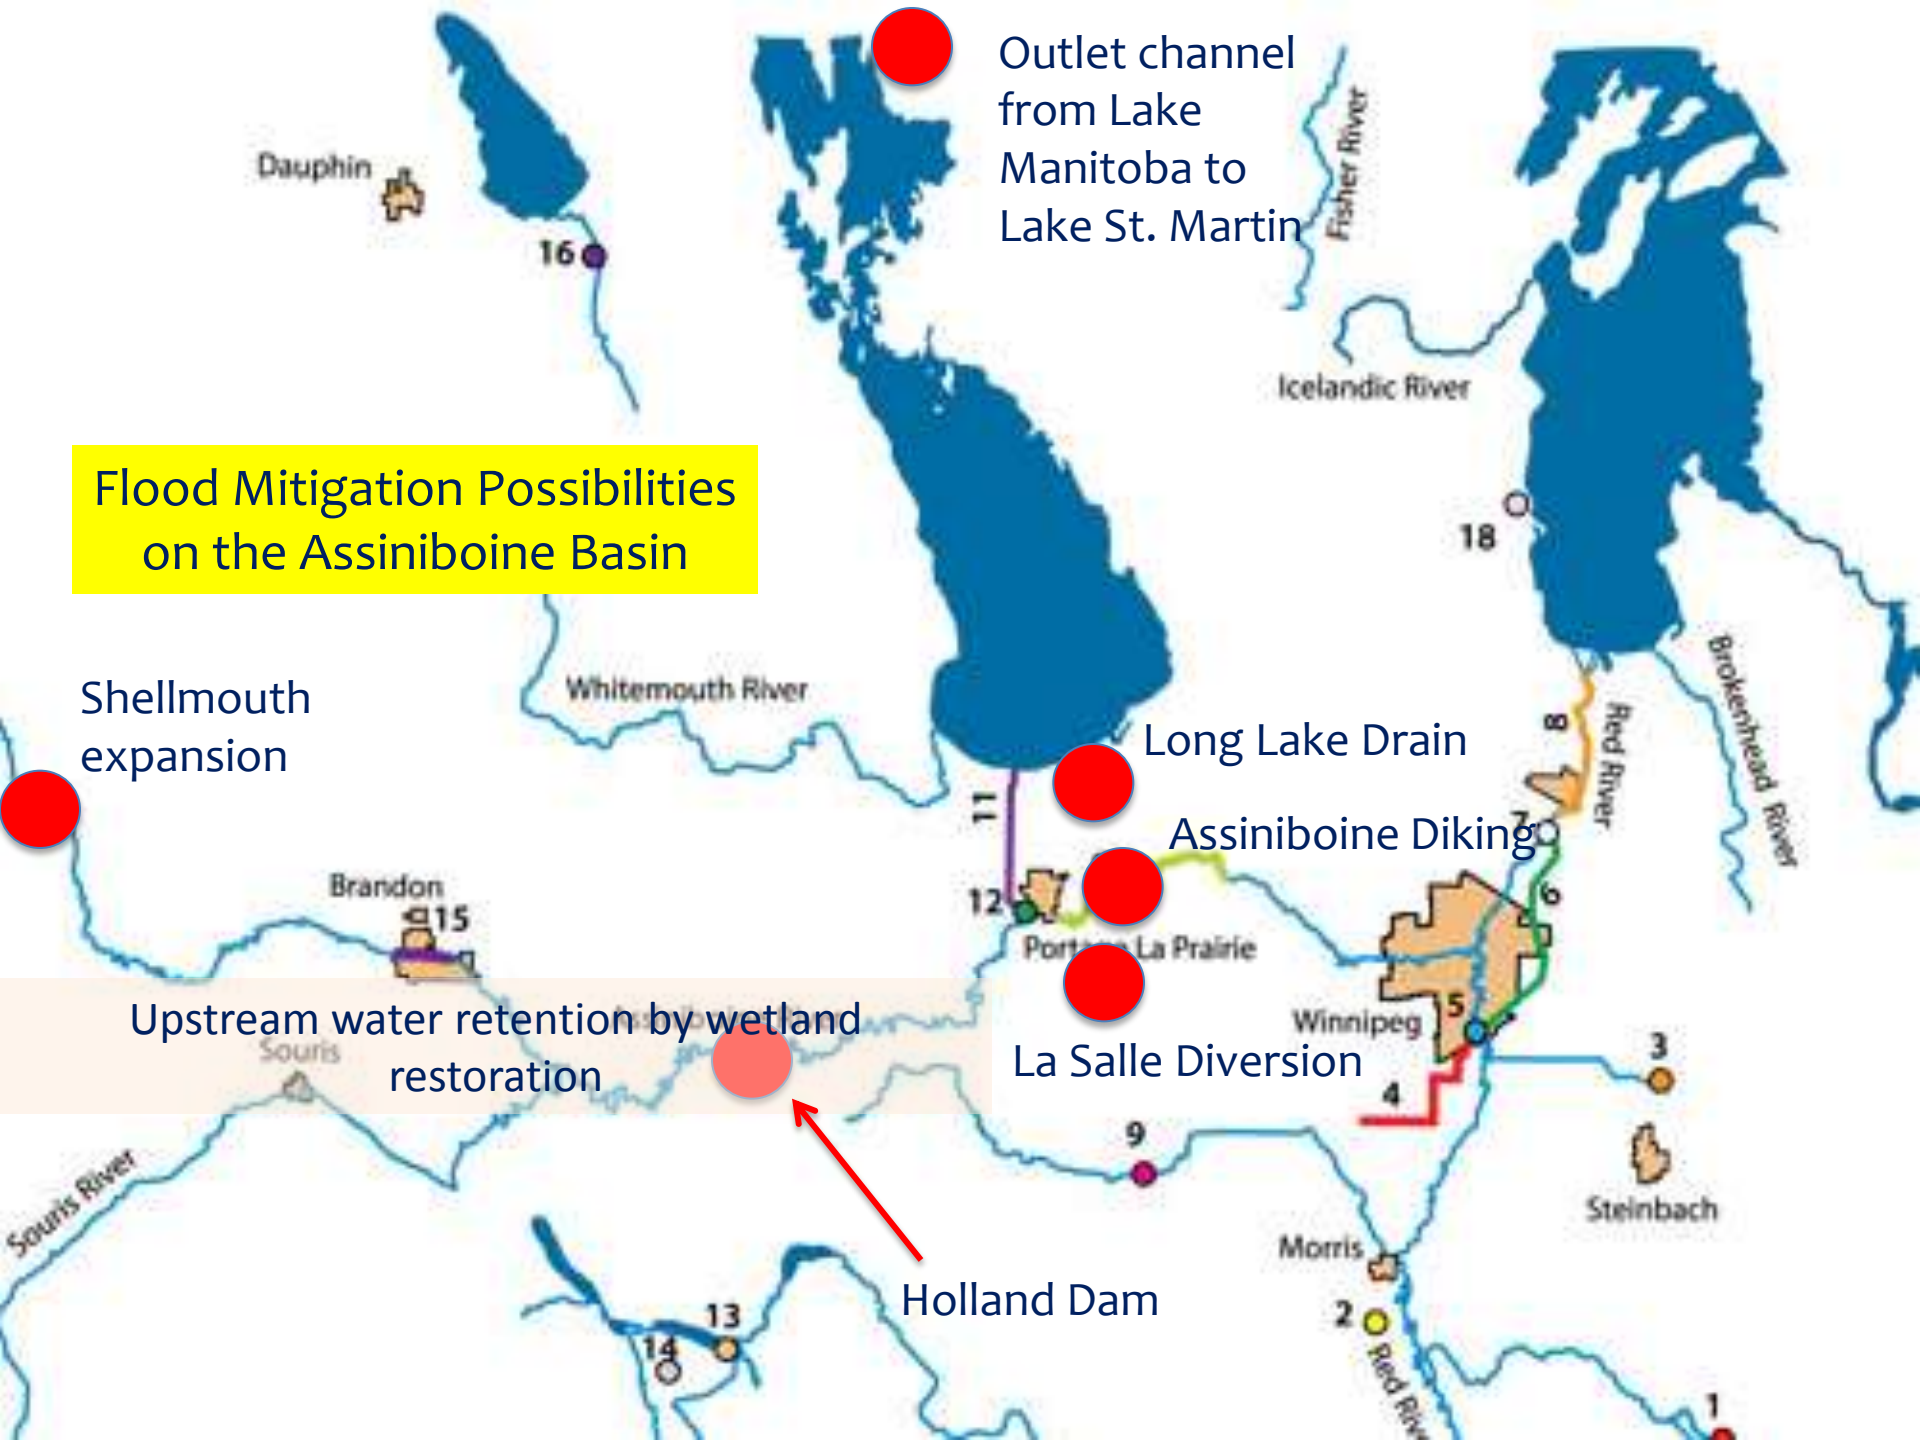 Outlet channel
from Lake
Manitoba to
Lake St. Martin
Fisher River
Dauphin
16
Icelandic River
Flood Mitigation Possibilities
on the Assiniboine Basin
18
Whitemouth River
Shellmouth
expansion
Brokenhead River
8
Red River
Long Lake Drain
11
Assiniboine Diking
7
6
Brandon
15
12
Portage La Prairie
Upstream water retention by wetland
restoration
Assiniboine River
Souris
Winnipeg
5
La Salle Diversion
3
4
9
Souris River
Steinbach
Morris
Holland Dam
13
14
2
Red River
1